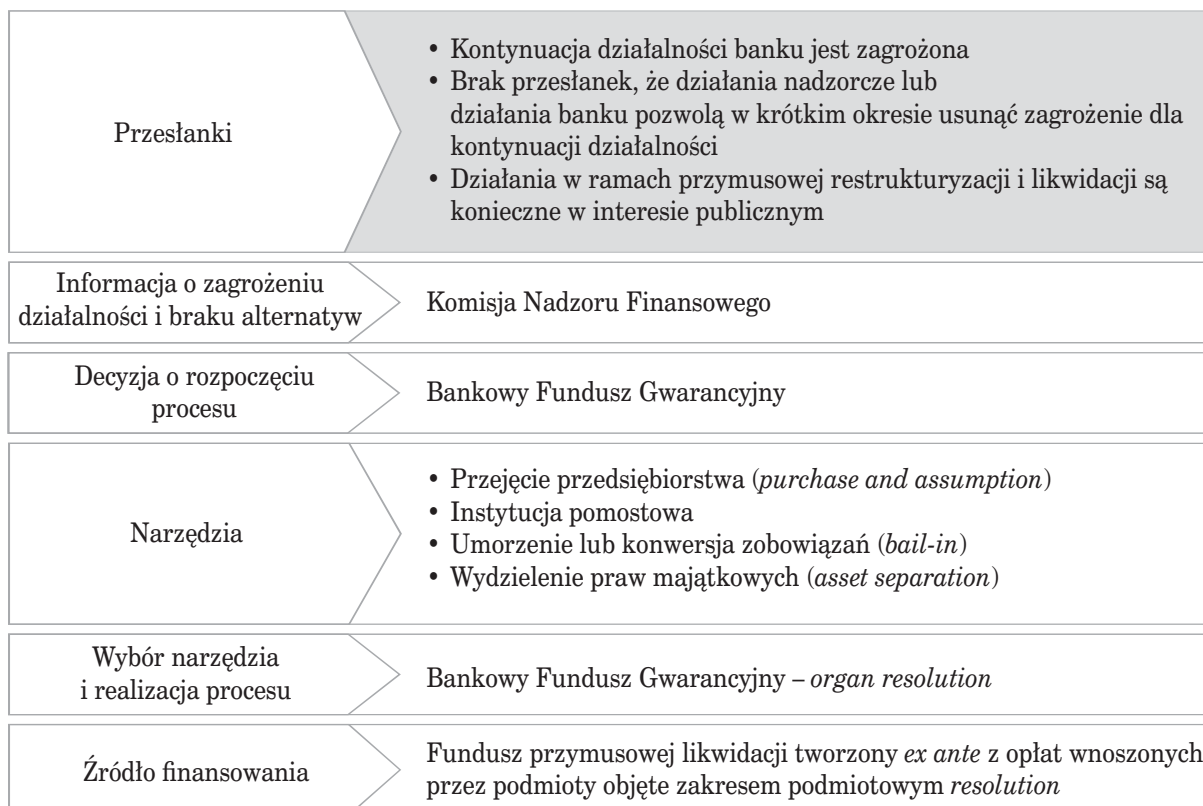 Przesłanki
• Kontynuacja działalności banku jest zagrożona
• Brak przesłanek, że działania nadzorcze lub
działania banku pozwolą w krótkim okresie usunąć zagrożenie dla
kontynuacji działalności
• Działania w ramach przymusowej restrukturyzacji i likwidacji są
konieczne w interesie publicznym
Informacja o zagrożeniu
działalności i braku alternatyw
Komisja Nadzoru Finansowego
Decyzja o rozpoczęciu
procesu
Bankowy Fundusz Gwarancyjny
Narzędzia
• Przejęcie przedsiębiorstwa (purchase and assumption)
• Instytucja pomostowa
• Umorzenie lub konwersja zobowiązań (bail-in)
• Wydzielenie praw majątkowych (asset separation)
Wybór narzędzia
i realizacja procesu
Bankowy Fundusz Gwarancyjny – organ resolution
Źródło finansowania
Fundusz przymusowej likwidacji tworzony ex ante z opłat wnoszonych
przez podmioty objęte zakresem podmiotowym resolution